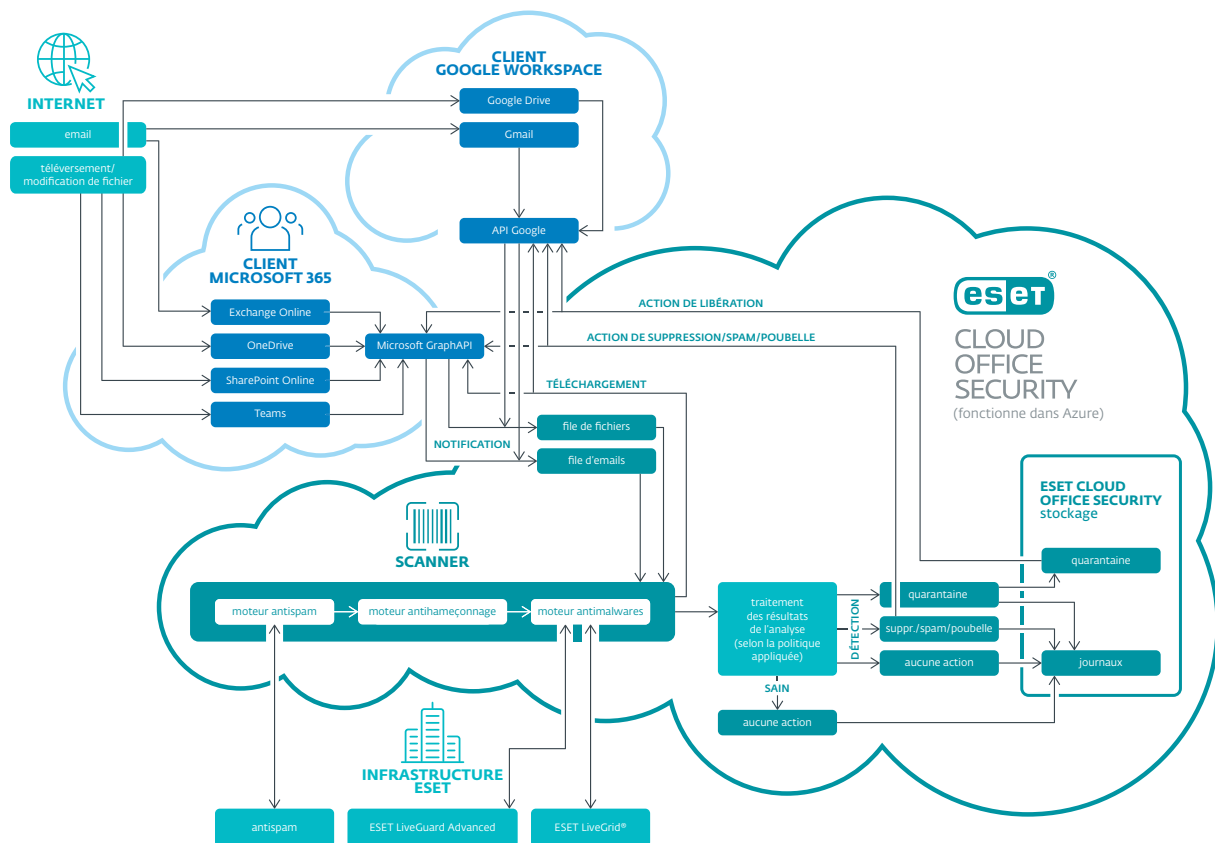 INTERNET
email
téléversement/
modification de fichier
CLIENT
GOOGLE WORKSPACE
Google Drive
Gmail
API Google
CLIENT
MICROSOFT 365
Exchange Online
OneDrive
SharePoint Online
Teams
Microsoft GraphAPI
ACTION DE LIBÉRATION
ACTION DE SUPPRESSION/SPAM/POUBELLE
TÉLÉCHARGEMENT
NOTIFICATION
file de fichiers
file d'emails
eseT®
CLOUD
OFFICE
SECURITY
(fonctionne dans Azure)
ESET CLOUD
OFFICE SECURITY
stockage
quarantaine
journaux
SCANNER
moteur antispam
moteur antihameçonnage
moteur antimalwares
traitement
des résultats
de l'analyse
(selon la politique
appliquée)
DÉTECTION
quarantaine
suppr./spam/poubelle
aucune action
SAIN
aucune action
INFRASTRUCTURE
ESET
antispam
ESET LiveGuard Advanced
ESET LiveGrid®